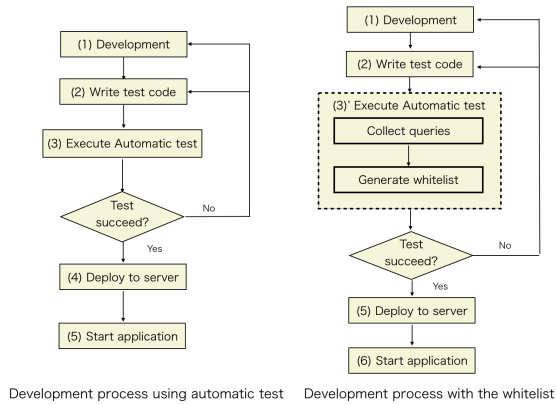 (1) Development
(2) Write test code
(3) Execute Automatic test
Test
succeed?
No
Yes
(4) Deploy to server
(5) Start application
Development process using automatic test
(1) Development
(2) Write test code
(3)' Execute Automatic test
Collect queries
Generate whitelist
Test
succeed?
No
Yes
(5) Deploy to server
(6) Start application
Development process with the whitelist